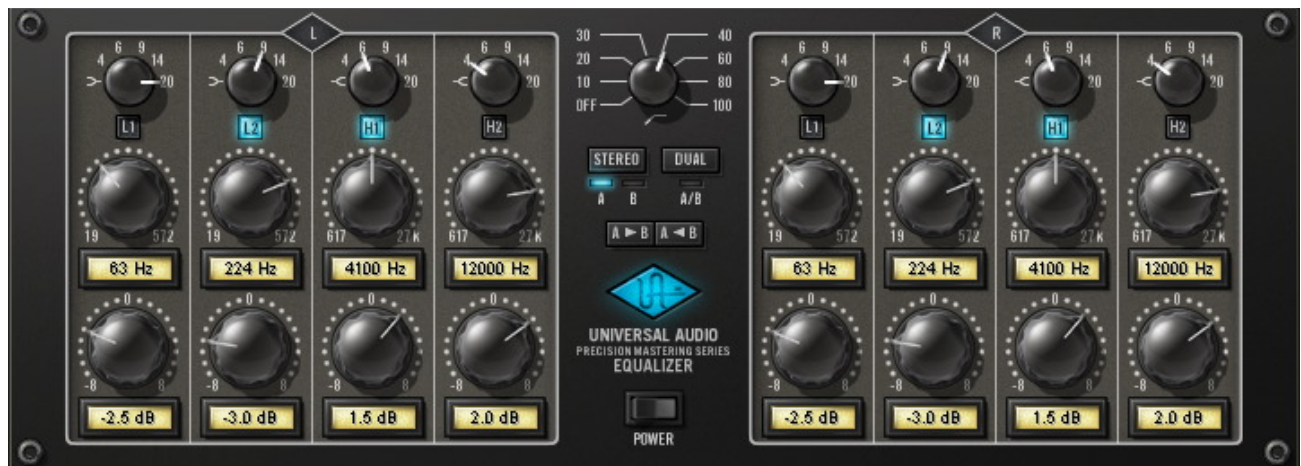 L
4 6 9 14 20
4 6 9 14 20
4 6 9 14 20
4 6 9 14 20
L1
L2
H1
H2
19 572
19 572
617 27K
617 27K
63 Hz
224 Hz
4100 Hz
12000 Hz
0
0
0
0
-8 8
-8 8
-8 8
-8 8
-2.5 dB
-3.0 dB
1.5 dB
2.0 dB
30 40
20 60
10 80
OFF 100
STEREO DUAL
A B A/B
A ► B A ◄ B
UNIVERSAL AUDIO
PRECISION MASTERING SERIES
EQUALIZER
POWER
R
4 6 9 14 20
4 6 9 14 20
4 6 9 14 20
4 6 9 14 20
L1
L2
H1
H2
19 572
19 572
617 27K
617 27K
63 Hz
224 Hz
4100 Hz
12000 Hz
0
0
0
0
-8 8
-8 8
-8 8
-8 8
-2.5 dB
-3.0 dB
1.5 dB
2.0 dB